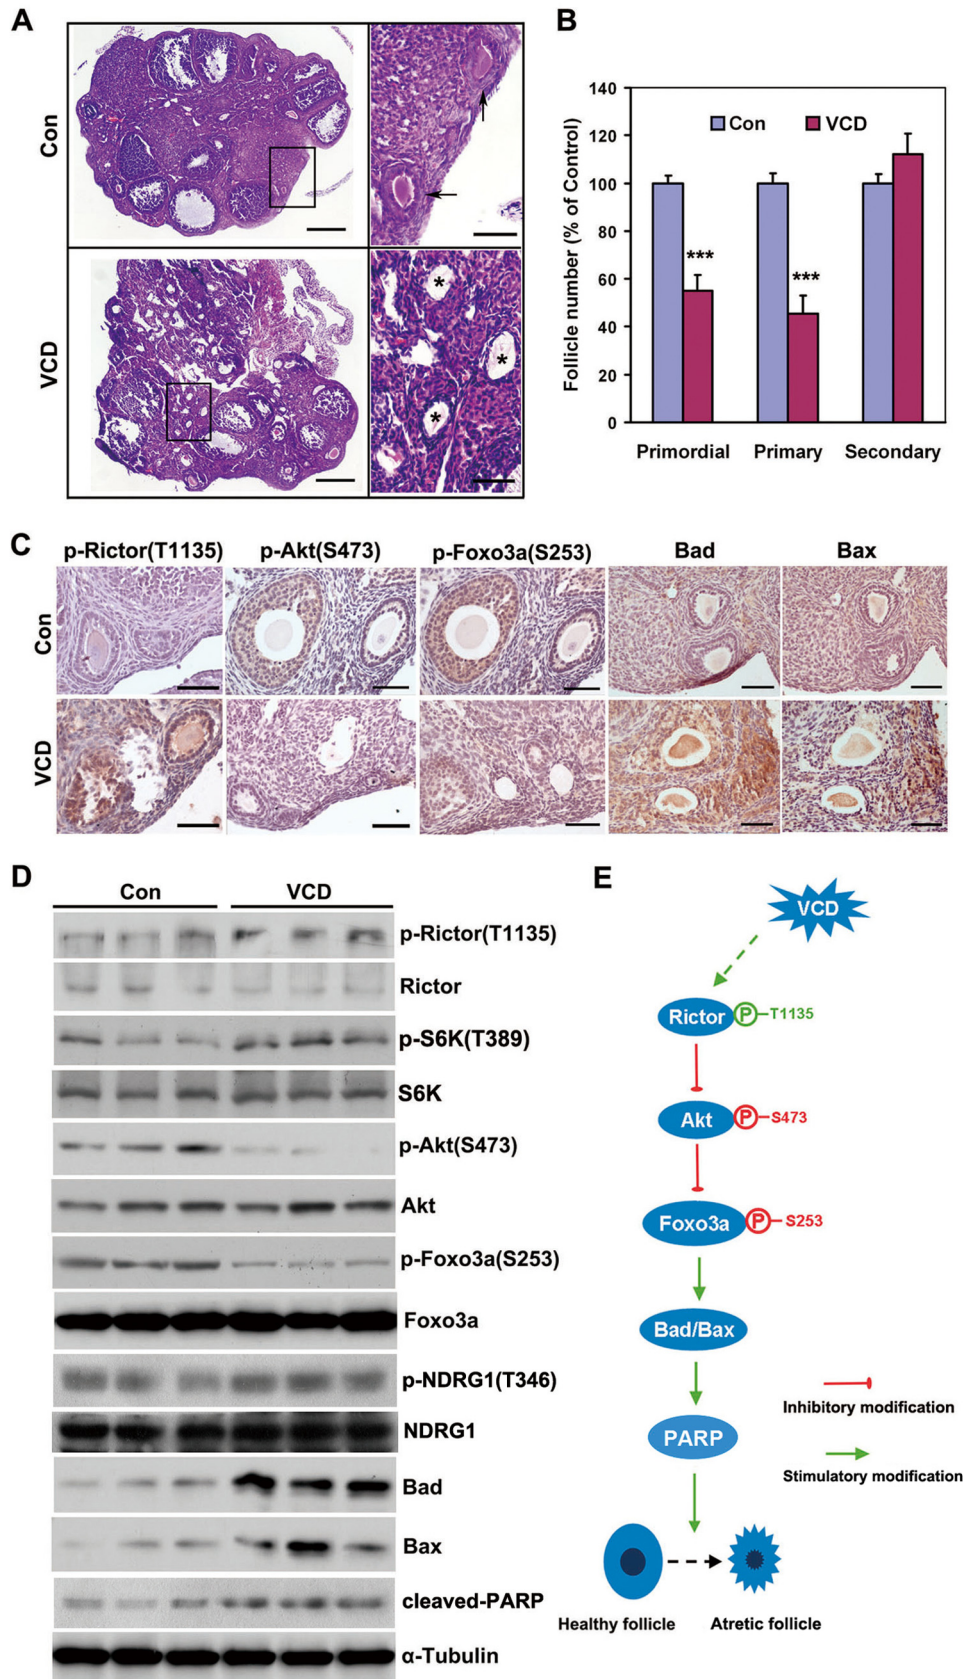 A
Con
VCD
*
*
*
B
Follicle number (% of Control)
140
120
100
80
60
40
20
0
Con
VCD
***
***
Primordial
Primary
Secondary
C
p-Rictor(T1135)
p-Akt(S473)
p-Foxo3a(S253)
Bad
Bax
Con
VCD
D
Con
VCD
p-Rictor(T1135)
Rictor
p-S6K(T389)
S6K
p-Akt(S473)
Akt
p-Foxo3a(S253)
Foxo3a
p-NDRG1(T346)
NDRG1
Bad
Bax
cleaved-PARP
α-Tubulin
E
VCD
Rictor
P
T1135
Akt
P
S473
Foxo3a
P
S253
Bad/Bax
PARP
Inhibitory modification
Stimulatory modification
Healthy follicle
Atretic follicle